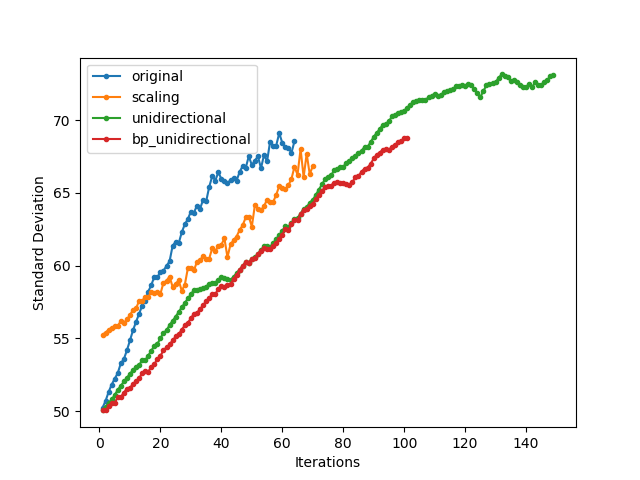 original
scaling
unidirectional
bp_unidirectional
70
65
60
55
50
Standard Deviation
0 20 40 60 80 100 120 140
Iterations